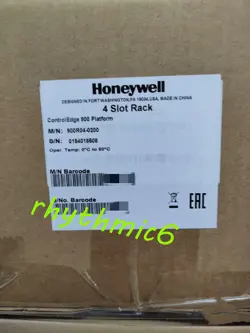 Honeywell
DESIGNED IN FORT WASHINGTON,PA 19034,USA, MADE IN CHINA
4 Slot Rack
ControlEdge 900 Platform
M/N: 900R04-0200
Oper. Temp: 0°C to 60°C
M/N Barcode
/No. Barcode
EAC
rhythmic6